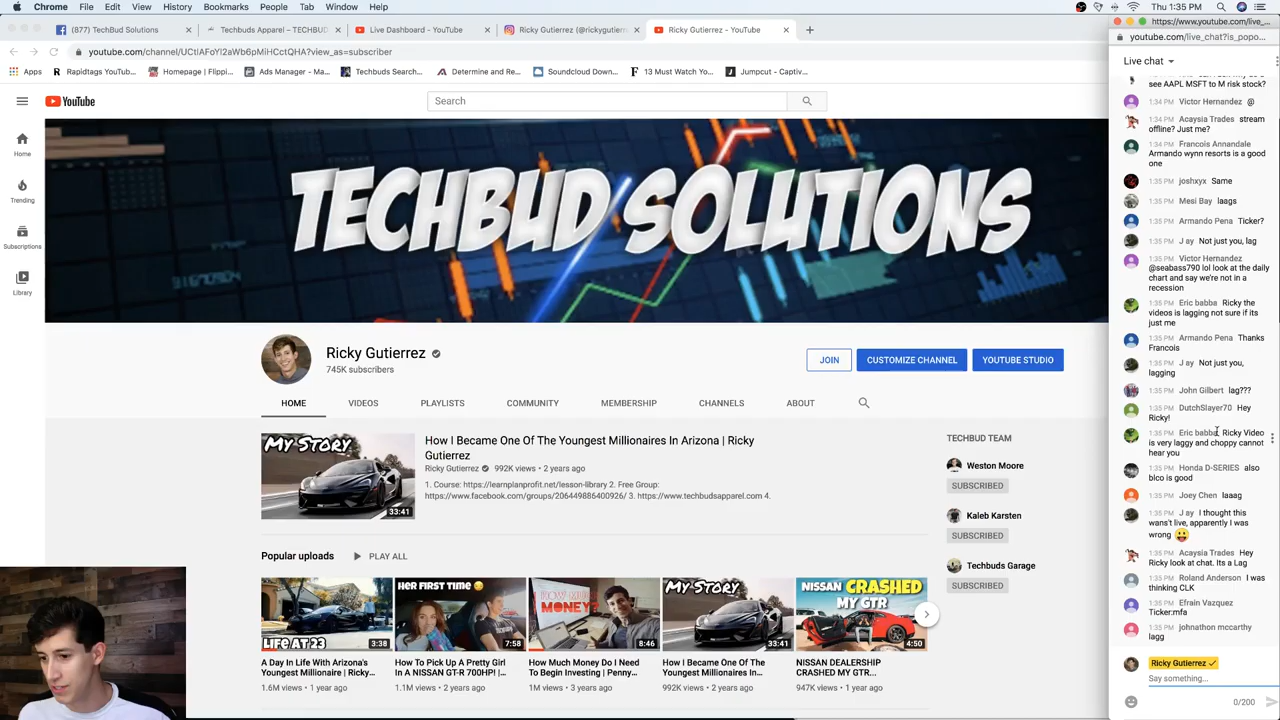 Chrome File Edit View History Bookmarks People Tab Window Help
Thu 1:35 PM
(877) TechBud Solutions
Techbuds Apparel – TECHBUD
Live Dashboard - YouTube
Ricky Gutierrez (@rickygutierr
Ricky Gutierrez - YouTube
https://www.youtube.com/live_...
youtube.com/channel/UCtlAFoYl2aWb6pMiHCctQHA?view_as=subscriber
youtube.com/live_chat?is_popo...
Apps
Rapidtags YouTub...
Homepage | Flippi...
Ads Manager - Ma...
Techbuds Search...
Determine and Re...
Soundcloud Down...
13 Must Watch Yo...
Jumpcut - Captiv...
YouTube
Search
Home
Trending
Subscriptions
Library
TECHBUD SOLUTIONS
Ricky Gutierrez
745K subscribers
JOIN
CUSTOMIZE CHANNEL
YOUTUBE STUDIO
HOME
VIDEOS
PLAYLISTS
COMMUNITY
MEMBERSHIP
CHANNELS
ABOUT
MY STORY
33:41
How I Became One Of The Youngest Millionaires In Arizona | Ricky
Gutierrez
Ricky Gutierrez 992K views • 2 years ago
1. Course: https://learnplanprofit.net/lesson-library 2. Free Group:
https://www.facebook.com/groups/206449886400926/ 3. https://www.techbudsapparel.com 4.
TECHBUD TEAM
Weston Moore
SUBSCRIBED
Kaleb Karsten
SUBSCRIBED
Techbuds Garage
SUBSCRIBED
Popular uploads
PLAY ALL
LIFE AT 23
3:38
A Day In Life With Arizona's
Youngest Millionaire | Ricky...
1.6M views • 1 year ago
HER FIRST TIME
7:58
How To Pick Up A Pretty Girl
In A NISSAN GT-R 700HP! |...
1.1M views • 2 years ago
HOW MUCH
MONEY?
8:46
How Much Money Do I Need
To Begin Investing | Penny...
1M views • 3 years ago
MY STORY
33:41
How I Became One Of The
Youngest Millionaires In...
992K views • 2 years ago
NISSAN CRASHED
MY GTR
4:50
NISSAN DEALERSHIP
CRASHED MY GTR...
947K views • 1 year ago
Live chat
see AAPL MSFT to M risk stock?
1:34 PM Victor Hernandez @
1:34 PM Acaysia Trades stream
offline? Just me?
1:34 PM Francois Annandale
Armando wynn resorts is a good
one
1:35 PM joshxyx Same
1:35 PM Mesi Bay laags
1:35 PM Armando Pena Ticker?
1:35 PM J ay Not just you, lag
1:35 PM Victor Hernandez
@seabass790 lol look at the daily
chart and say we're not in a
recession
1:35 PM Eric babba Ricky the
videos is lagging not sure if its
just me
1:35 PM Armando Pena Thanks
Francois
1:35 PM J ay Not just you,
lagging
1:35 PM John Gilbert lag???
1:35 PM DutchSlayer70 Hey
Ricky!
1:35 PM Eric babba Ricky Video
is very laggy and choppy cannot
hear you
1:35 PM Honda D-SERIES also
blco is good
1:35 PM Joey Chen laaag
1:35 PM J ay I thought this
wans't live, apparently I was
wrong
1:35 PM Acaysia Trades Hey
Ricky look at chat. Its a Lag
1:35 PM Roland Anderson I was
thinking CLK
1:35 PM Efrain Vazquez
Ticker:mfa
1:35 PM johnathon mccarthy
lagg
Ricky Gutierrez
Say something...
0/200